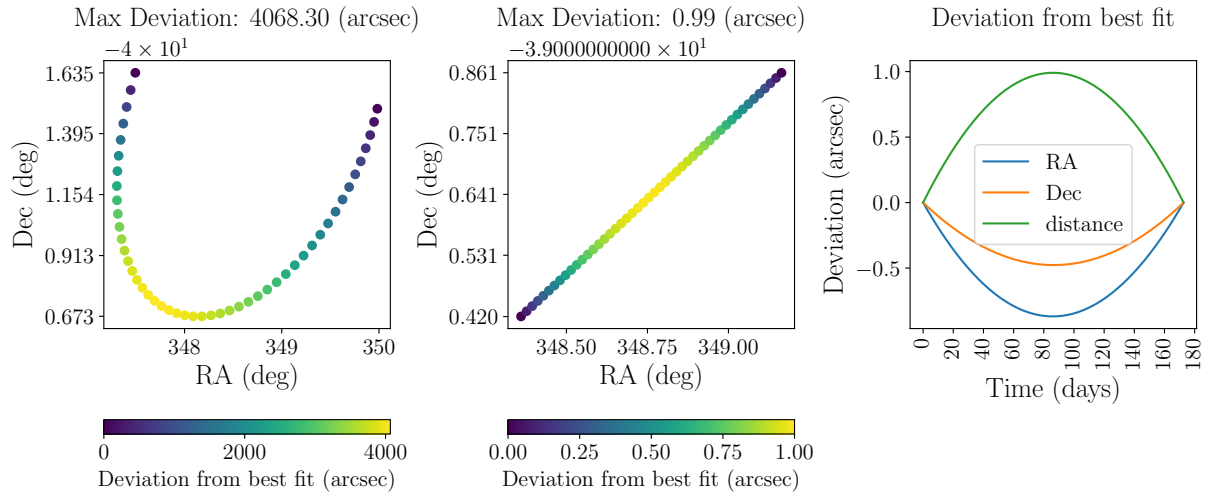 Max Deviation: 4068.30 (arcsec)
−4 × 10¹
1.635
1.395
1.154
0.913
0.673
Dec (deg)
348
349
350
RA (deg)
0
2000
4000
Deviation from best fit (arcsec)
Max Deviation: 0.99 (arcsec)
−3.9000000000 × 10¹
0.861
0.751
0.641
0.531
0.420
Dec (deg)
348.50
348.75
349.00
RA (deg)
0.00
0.25
0.50
0.75
1.00
Deviation from best fit (arcsec)
Deviation from best fit
1.0
0.5
0.0
−0.5
Deviation (arcsec)
RA
Dec
distance
0
20
40
60
80
100
120
140
160
180
Time (days)